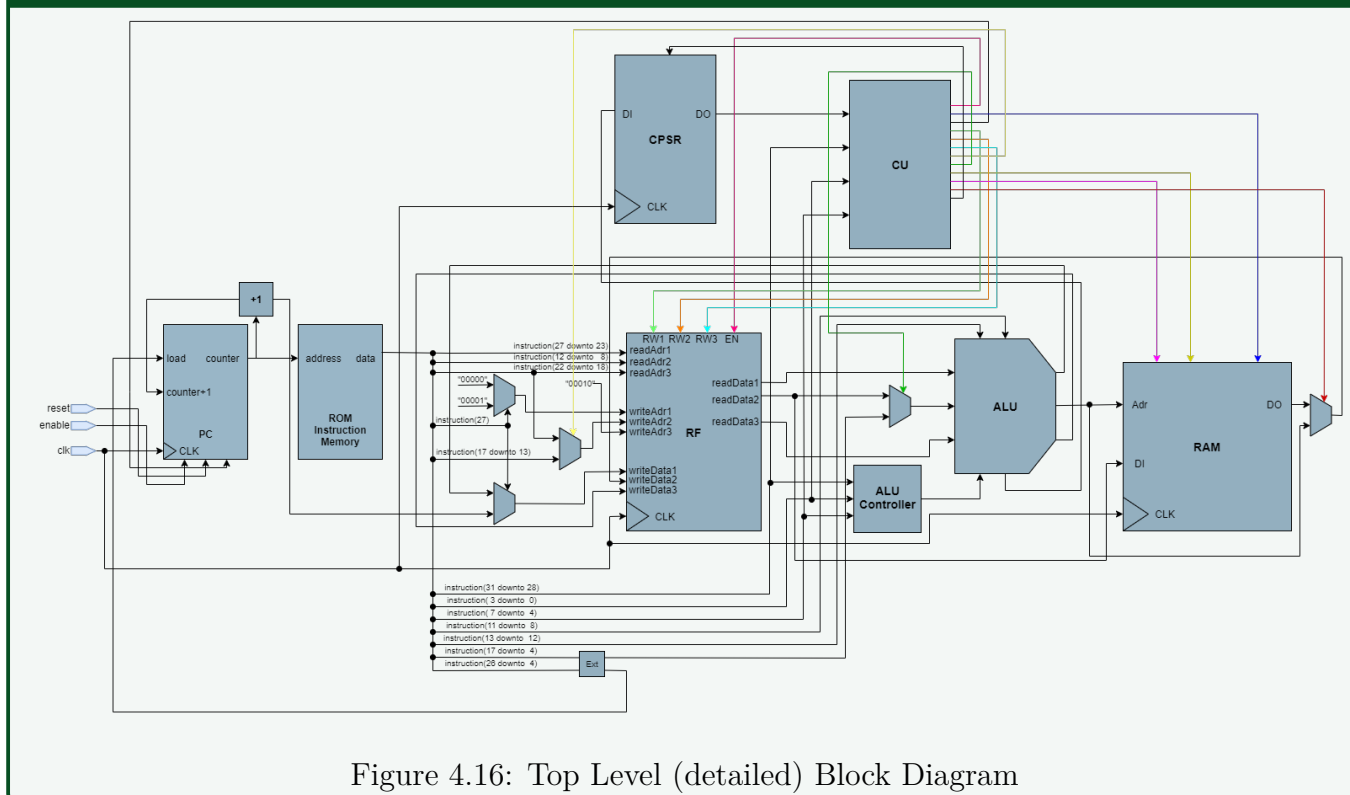 DI
DO
CPSR
CLK
CU
+1
load
counter
counter+1
PC
CLK
reset
enable
clk
address
data
ROM
Instruction
Memory
instruction(27 downto 23)
instruction(12 downto 8)
instruction(22 downto 18)
"00000"
"00001"
"00010"
instruction(27)
instruction(17 downto 13)
RW1
RW2
RW3
EN
readAdr1
readAdr2
readAdr3
writeAdr1
writeAdr2
writeAdr3
RF
writeData1
writeData2
writeData3
CLK
readData1
readData2
readData3
ALU
ALU
Controller
Adr
DO
RAM
DI
CLK
instruction(31 downto 28)
instruction( 3 downto 0)
instruction( 7 downto 4)
instruction(11 downto 8)
instruction(13 downto 12)
instruction(17 downto 4)
instruction(26 downto 4)
Ext
Figure 4.16: Top Level (detailed) Block Diagram